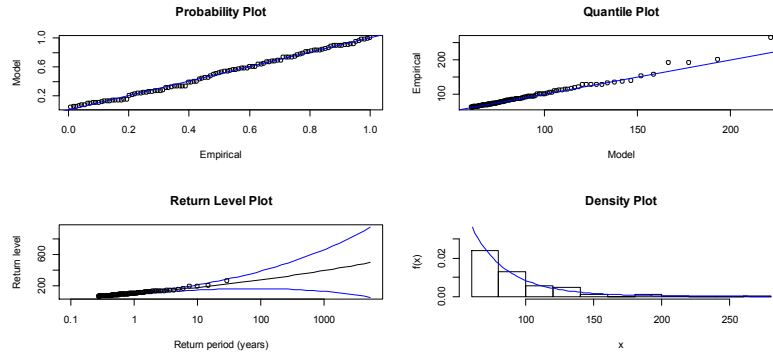 Probability Plot
Model
0.2 0.6 1.0
0.0 0.2 0.4 0.6 0.8 1.0
Empirical
Quantile Plot
Empirical
100 200
100 150 200
Model
Return Level Plot
Return level
200 600
0.1 1 10 100 1000
Return period (years)
Density Plot
f(x)
0.00 0.02
100 150 200 250
x